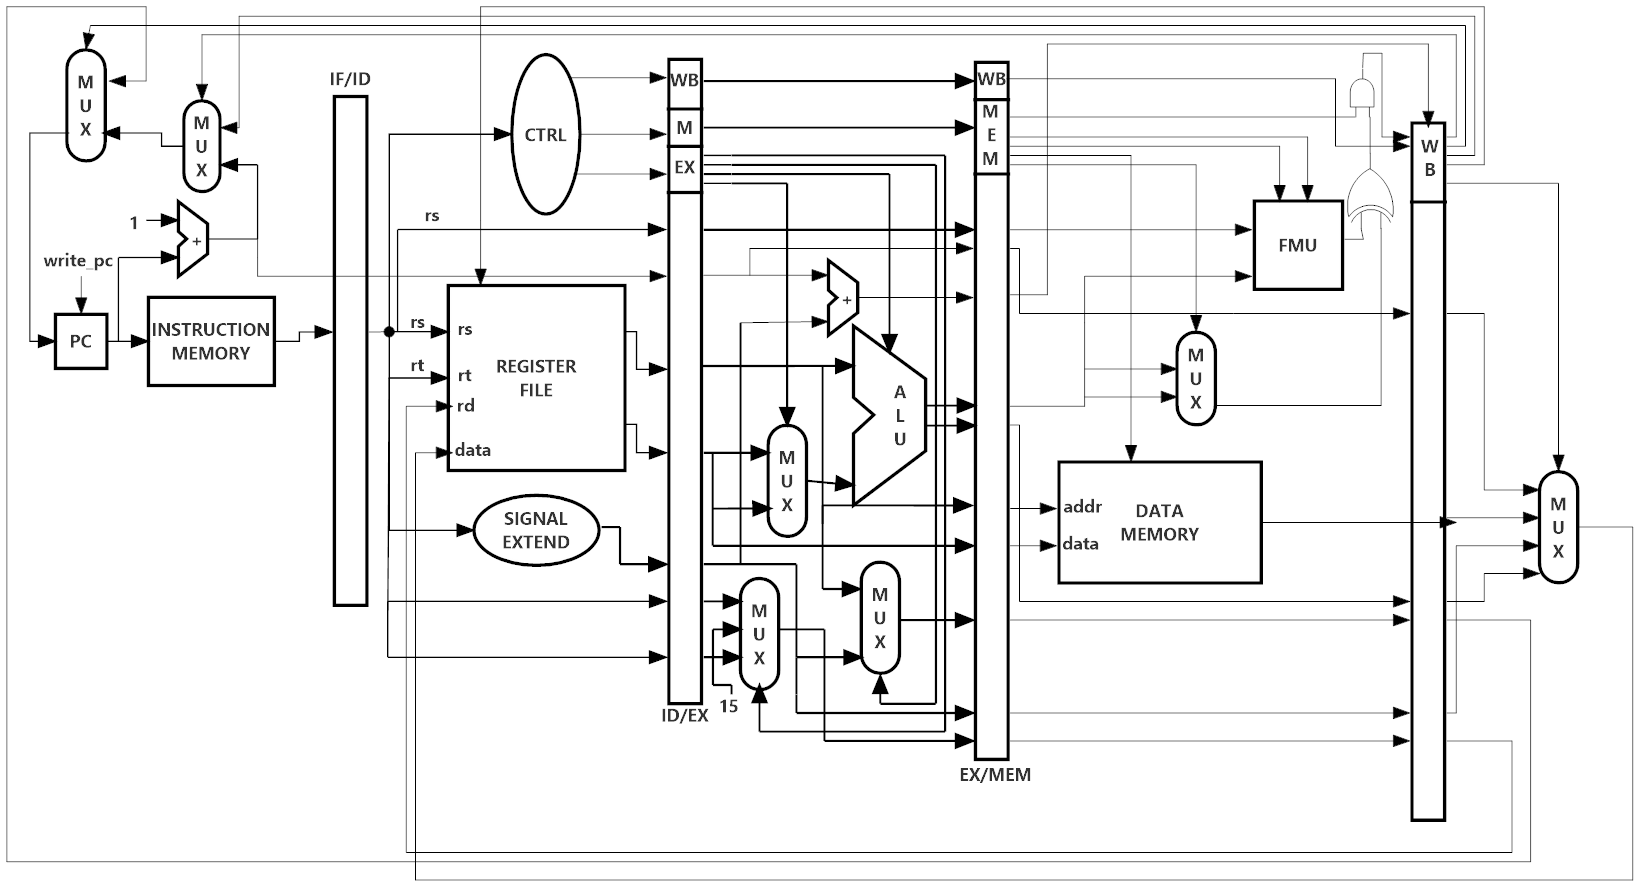 IF/ID
M
U
X
M
U
X
1
+
write_pc
PC
INSTRUCTION
MEMORY
CTRL
rs
rs
rt
rs
rt
rd
data
REGISTER
FILE
SIGNAL
EXTEND
WB
M
EX
ID/EX
+
A
L
U
M
U
X
M
U
X
15
M
U
X
WB
M
E
M
EX/MEM
FMU
M
U
X
addr
data
DATA
MEMORY
W
B
M
U
X